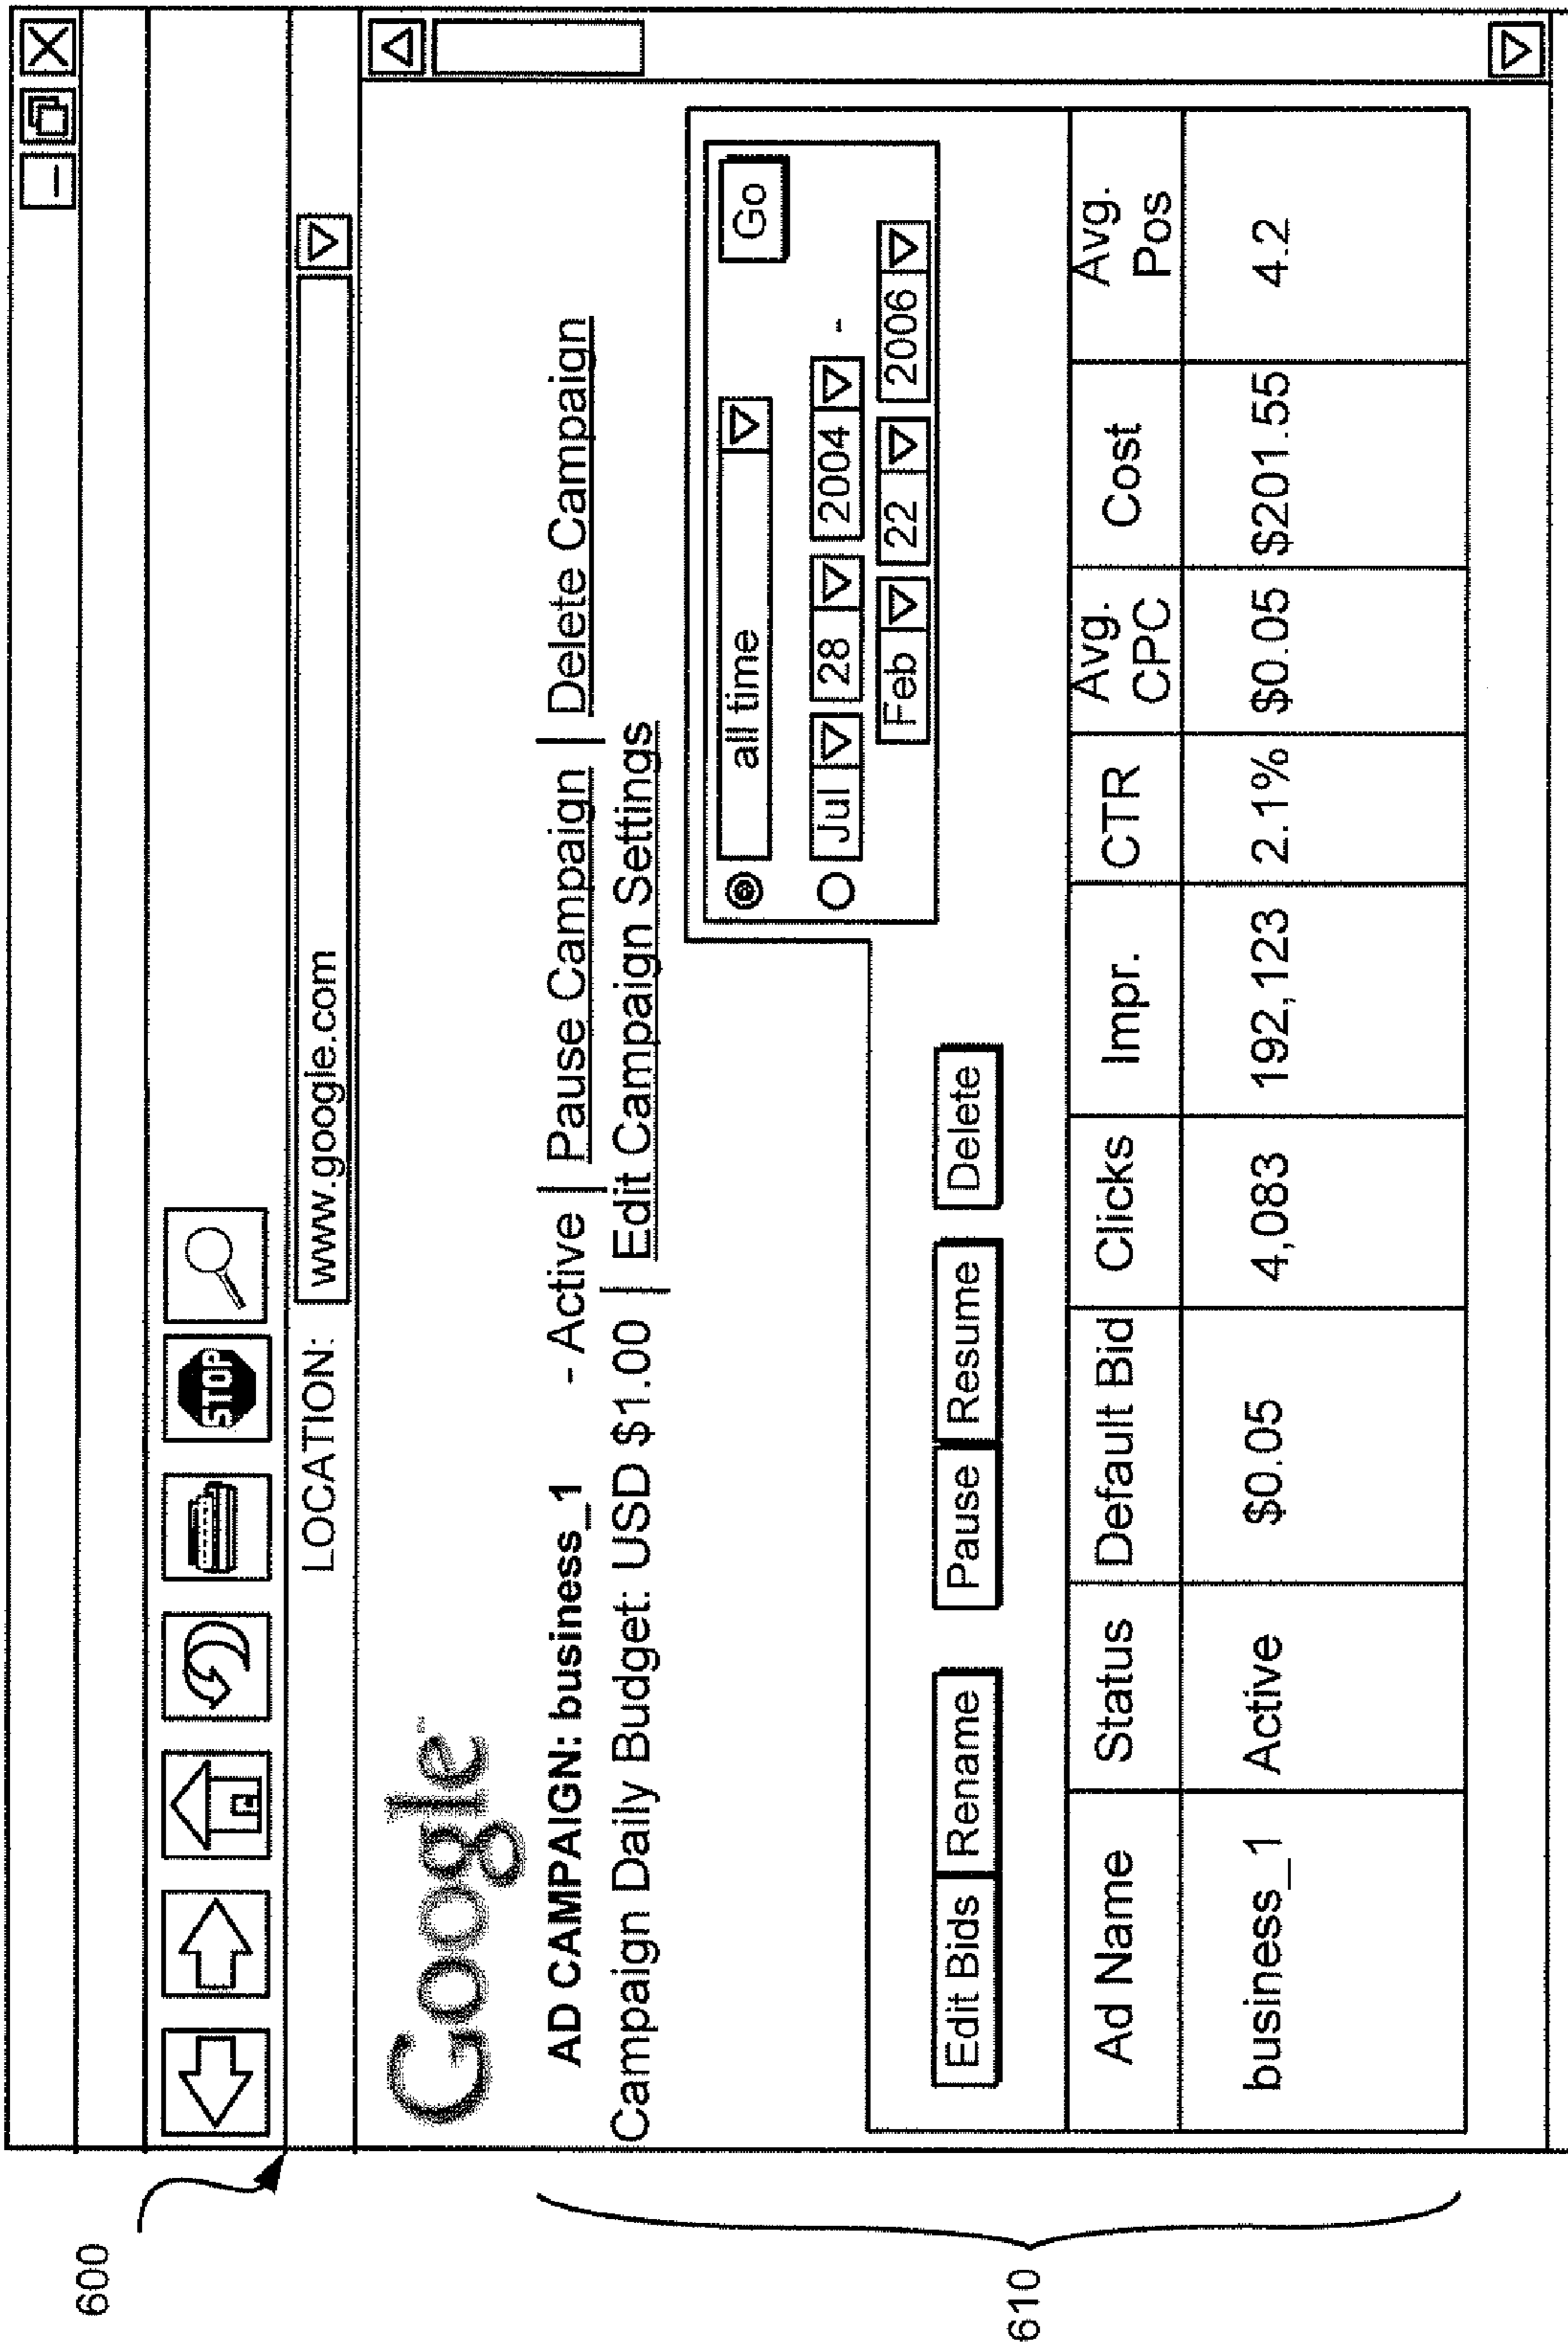 600
STOP
LOCATION: www.google.com
Google™
AD CAMPAIGN: business_1 - Active | Pause Campaign | Delete Campaign
Campaign Daily Budget: USD $1.00 | Edit Campaign Settings
all time Go
Jul 28 2004 -
Feb 22 2006
Edit Bids Rename Pause Resume Delete
Ad Name Status Default Bid Clicks Impr. CTR Avg. CPC Cost Avg. Pos
business_1 Active $0.05 4,083 192,123 2.1% $0.05 $201.55 4.2
610